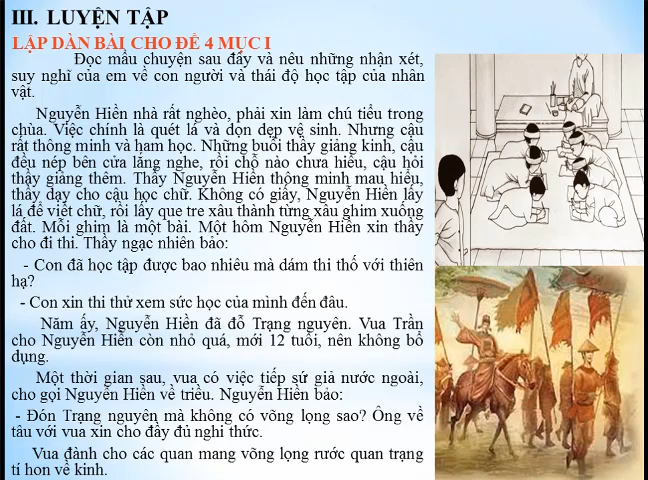 III. LUYỆN TẬP
LẬP DÀN BÀI CHO ĐỀ 4 MỤC I
Đọc mẩu chuyện sau đây và nêu những nhận xét,
suy nghĩ của em về con người và thái độ học tập của nhân
vật.
Nguyễn Hiền nhà rất nghèo, phải xin làm chú tiểu trong
chùa. Việc chính là quét lá và dọn dẹp vệ sinh. Nhưng cậu
rất thông minh và ham học. Những buổi thầy giảng kinh, cậu
đều nép bên cửa lắng nghe, rồi chỗ nào chưa hiểu, cậu hỏi
thầy giảng thêm. Thấy Nguyễn Hiền thông minh mau hiểu,
thầy dạy cho cậu học chữ. Không có giấy, Nguyễn Hiền lấy
lá để viết chữ, rồi lấy que tre xâu thành từng xâu ghim xuống
đất. Mỗi ghim là một bài. Một hôm Nguyễn Hiền xin thầy
cho đi thi. Thầy ngạc nhiên bảo:
- Con đã học tập được bao nhiêu mà dám thi thố với thiên
hạ?
- Con xin thi thử xem sức học của mình đến đâu.
Năm ấy, Nguyễn Hiền đã đỗ Trạng nguyên. Vua Trần
cho Nguyễn Hiền còn nhỏ quá, mới 12 tuổi, nên không bổ
dụng.
Một thời gian sau, vua có việc tiếp sứ giả nước ngoài,
cho gọi Nguyễn Hiền về triều. Nguyễn Hiền bảo:
- Đón Trạng nguyên mà không có võng lọng sao? Ông về
tâu với vua xin cho đầy đủ nghi thức.
Vua đành cho các quan mang võng lọng rước quan trạng
tí hon về kinh.